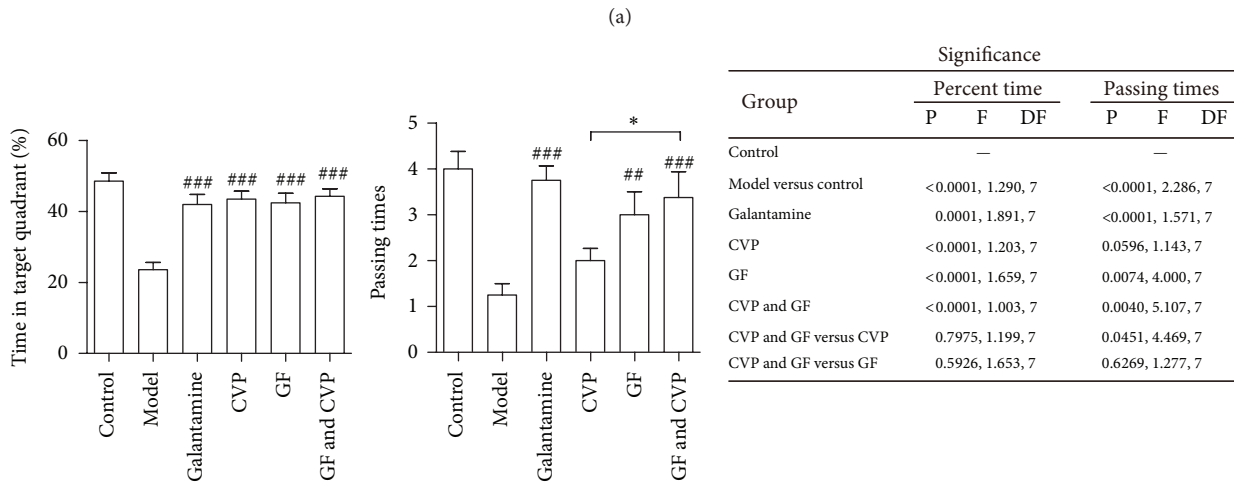 (a)
Time in target quadrant (%)
60
40
20
0
###
###
###
###
Control
Model
Galantamine
CVP
GF
GF and CVP
Passing times
5
4
3
2
1
0
*
###
##
###
Control
Model
Galantamine
CVP
GF
GF and CVP
Significance
Group Percent time Passing times
P F DF P F DF
Control — —
Model versus control <0.0001, 1.290, 7 <0.0001, 2.286, 7
Galantamine 0.0001, 1.891, 7 <0.0001, 1.571, 7
CVP <0.0001, 1.203, 7 0.0596, 1.143, 7
GF <0.0001, 1.659, 7 0.0074, 4.000, 7
CVP and GF <0.0001, 1.003, 7 0.0040, 5.107, 7
CVP and GF versus CVP 0.7975, 1.199, 7 0.0451, 4.469, 7
CVP and GF versus GF 0.5926, 1.653, 7 0.6269, 1.277, 7